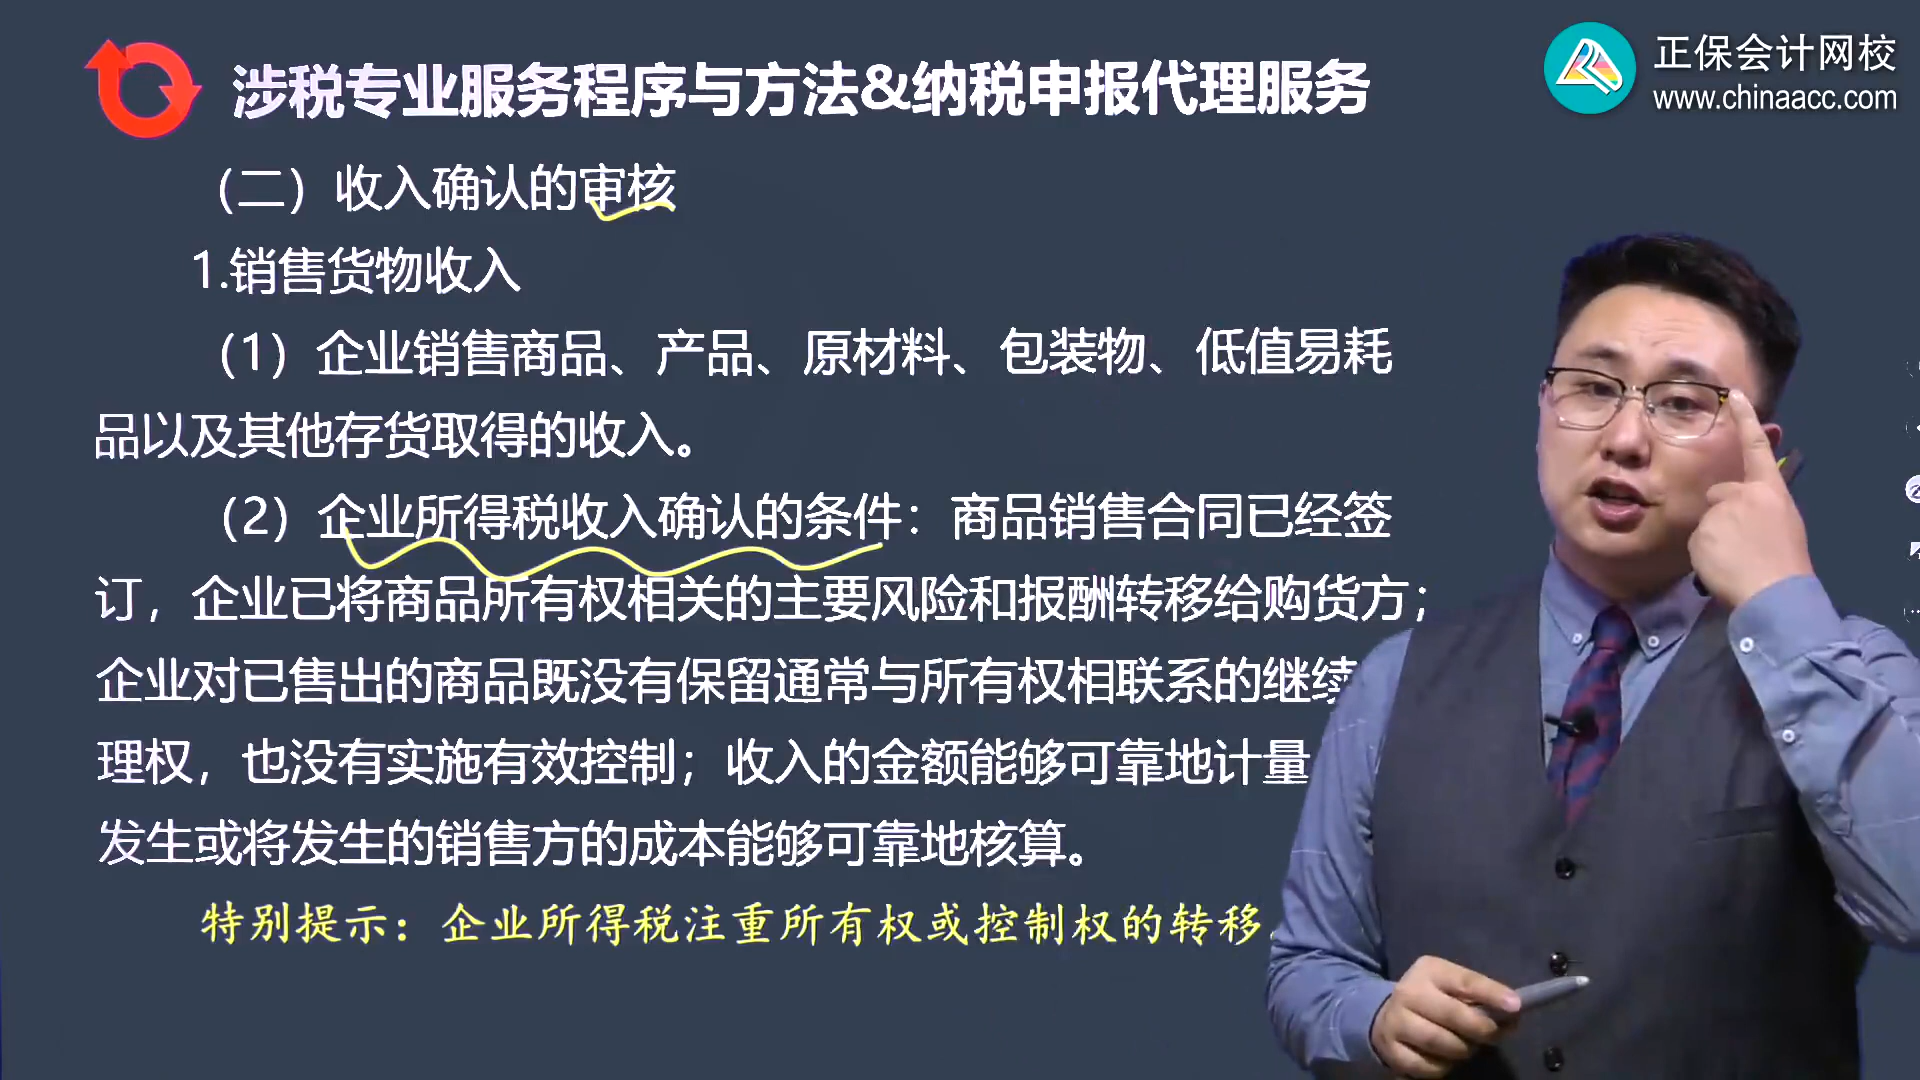 涉税专业服务程序与方法&纳税申报代理服务
正保会计网校
www.chinaacc.com
（二）收入确认的审核
1.销售货物收入
（1）企业销售商品、产品、原材料、包装物、低值易耗
品以及其他存货取得的收入。
（2）企业所得税收入确认的条件：商品销售合同已经签
订，企业已将商品所有权相关的主要风险和报酬转移给购货方；
企业对已售出的商品既没有保留通常与所有权相联系的继续
理权，也没有实施有效控制；收入的金额能够可靠地计量
发生或将发生的销售方的成本能够可靠地核算。
特别提示：企业所得税注重所有权或控制权的转移